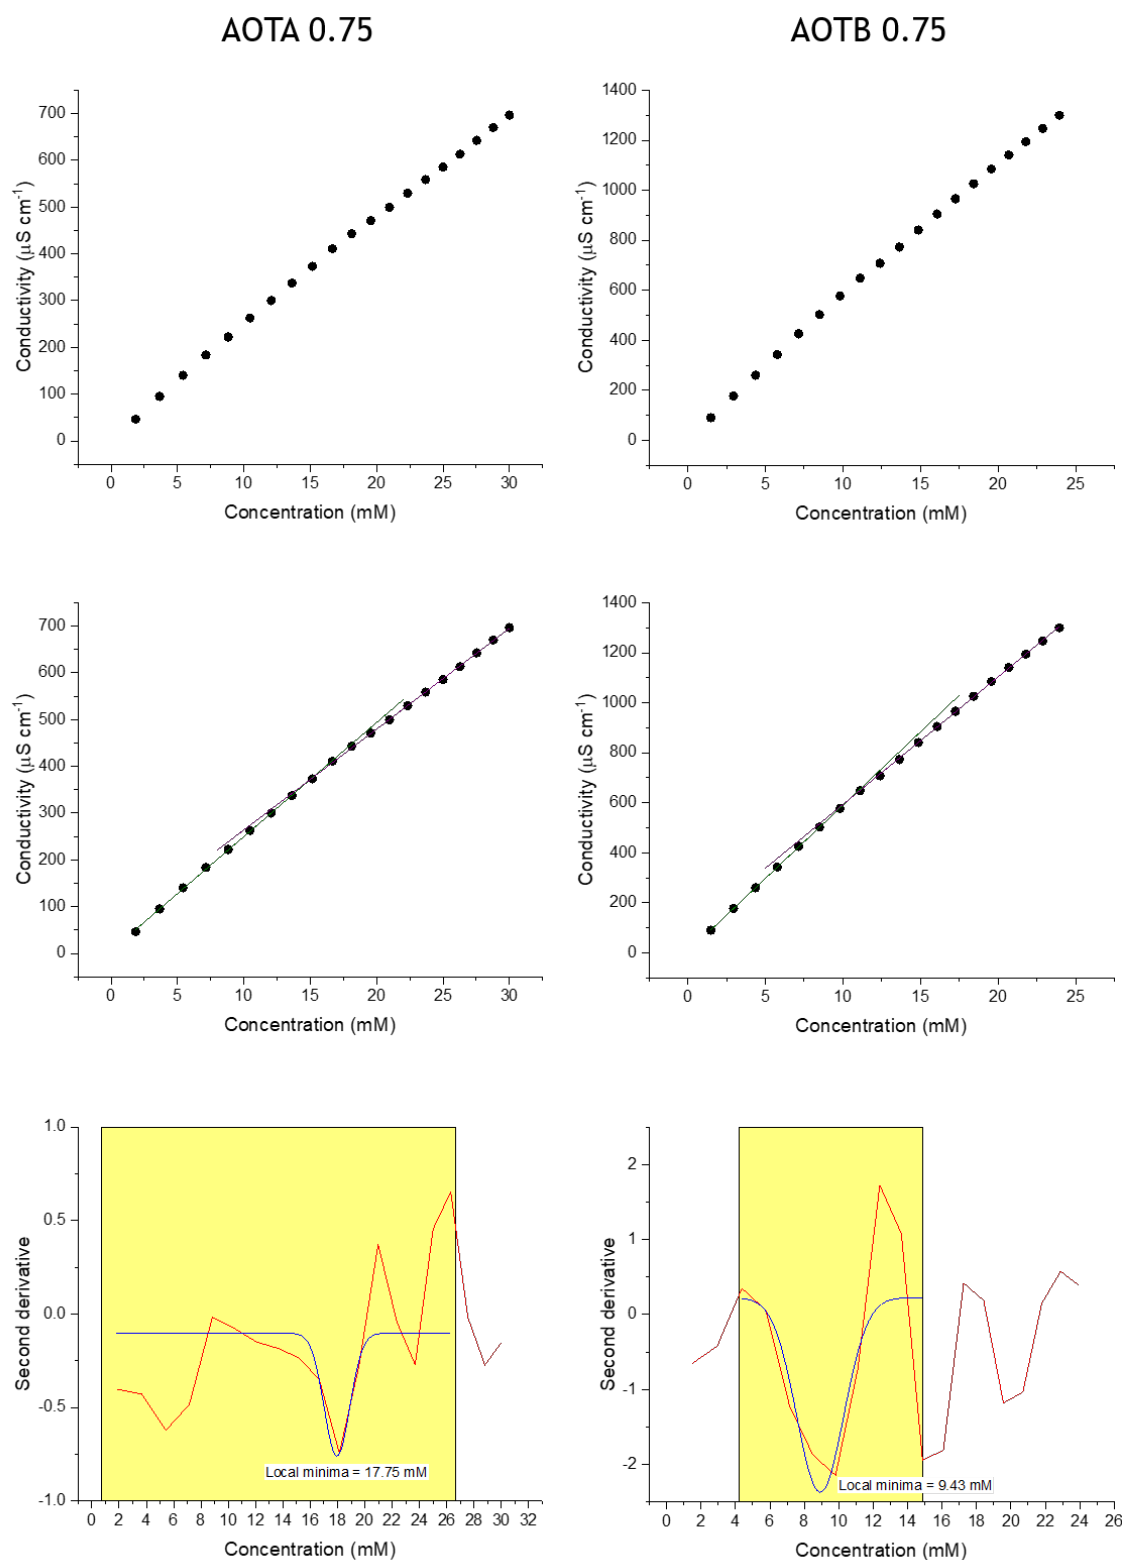 AOTA 0.75
AOTB 0.75
700
600
500
400
300
200
100
0
Conductivity (μS cm⁻¹)
0 5 10 15 20 25 30
Concentration (mM)
1400
1200
1000
800
600
400
200
0
Conductivity (μS cm⁻¹)
0 5 10 15 20 25
Concentration (mM)
700
600
500
400
300
200
100
0
Conductivity (μS cm⁻¹)
0 5 10 15 20 25 30
Concentration (mM)
1400
1200
1000
800
600
400
200
0
Conductivity (μS cm⁻¹)
0 5 10 15 20 25
Concentration (mM)
1.0
0.5
0.0
-0.5
-1.0
Second derivative
Local minima = 17.75 mM
0 2 4 6 8 10 12 14 16 18 20 22 24 26 28 30 32
Concentration (mM)
2
1
0
-1
-2
Second derivative
Local minima = 9.43 mM
0 2 4 6 8 10 12 14 16 18 20 22 24 26
Concentration (mM)